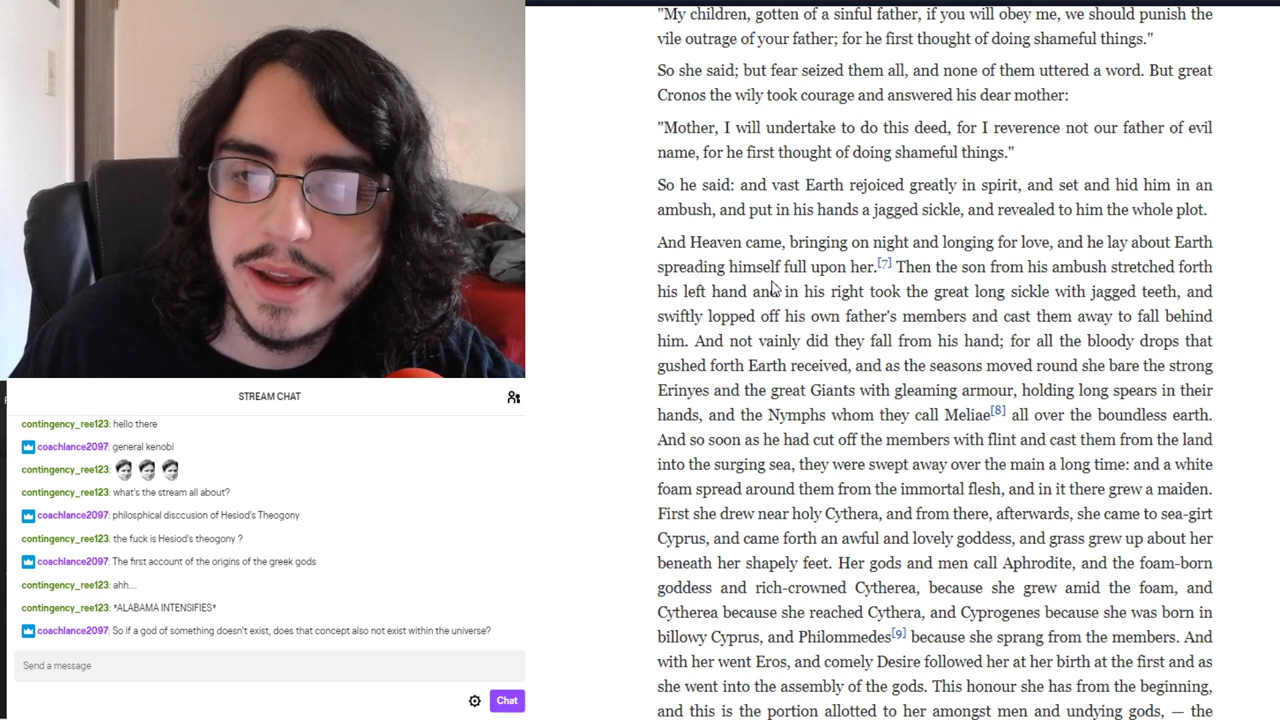 STREAM CHAT
contingency_ree123: hello there
coachlance2097: general kenobi
contingency_ree123:
contingency_ree123: what's the stream all about?
coachlance2097: philosphical disccusion of Hesiod's Theogony
contingency_ree123: the fuck is Hesiod's theogony ?
coachlance2097: The first account of the origins of the greek gods
contingency_ree123: ahh....
contingency_ree123: *ALABAMA INTENSIFIES*
coachlance2097: So if a god of something doesn't exist, does that concept also not exist within the universe?
Send a message
Chat
"My children, gotten of a sinful father, if you will obey me, we should punish the
vile outrage of your father; for he first thought of doing shameful things."
So she said; but fear seized them all, and none of them uttered a word. But great
Cronos the wily took courage and answered his dear mother:
"Mother, I will undertake to do this deed, for I reverence not our father of evil
name, for he first thought of doing shameful things."
So he said: and vast Earth rejoiced greatly in spirit, and set and hid him in an
ambush, and put in his hands a jagged sickle, and revealed to him the whole plot.
And Heaven came, bringing on night and longing for love, and he lay about Earth
spreading himself full upon her.[7] Then the son from his ambush stretched forth
his left hand and in his right took the great long sickle with jagged teeth, and
swiftly lopped off his own father's members and cast them away to fall behind
him. And not vainly did they fall from his hand; for all the bloody drops that
gushed forth Earth received, and as the seasons moved round she bare the strong
Erinyes and the great Giants with gleaming armour, holding long spears in their
hands, and the Nymphs whom they call Meliae[8] all over the boundless earth.
And so soon as he had cut off the members with flint and cast them from the land
into the surging sea, they were swept away over the main a long time: and a white
foam spread around them from the immortal flesh, and in it there grew a maiden.
First she drew near holy Cythera, and from there, afterwards, she came to sea-girt
Cyprus, and came forth an awful and lovely goddess, and grass grew up about her
beneath her shapely feet. Her gods and men call Aphrodite, and the foam-born
goddess and rich-crowned Cytherea, because she grew amid the foam, and
Cytherea because she reached Cythera, and Cyprogenes because she was born in
billowy Cyprus, and Philommedes[9] because she sprang from the members. And
with her went Eros, and comely Desire followed her at her birth at the first and as
she went into the assembly of the gods. This honour she has from the beginning,
and this is the portion allotted to her amongst men and undying gods, — the